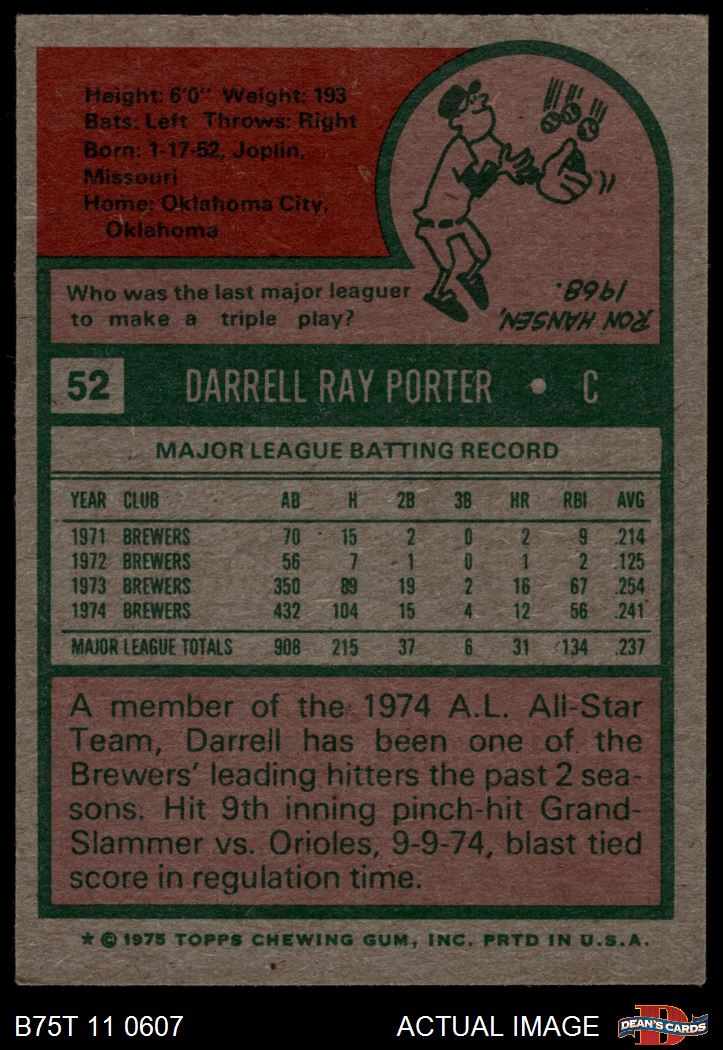 Height: 6'0" Weight: 193
Bats: Left Throws: Right
Born: 1-17-52, Joplin,
Missouri
Home: Oklahoma City,
Oklahoma
Who was the last major leaguer
to make a triple play?
RON HANSEN,
1968.
52 DARRELL RAY PORTER • C
MAJOR LEAGUE BATTING RECORD
YEAR CLUB AB H 2B 3B HR RBI AVG
1971 BREWERS 70 15 2 0 2 9 .214
1972 BREWERS 56 7 1 0 1 2 .125
1973 BREWERS 350 89 19 2 16 67 .254
1974 BREWERS 432 104 15 4 12 56 .241
MAJOR LEAGUE TOTALS 908 215 37 6 31 134 .237
A member of the 1974 A.L. All-Star
Team, Darrell has been one of the
Brewers' leading hitters the past 2 sea-
sons. Hit 9th inning pinch-hit Grand-
Slammer vs. Orioles, 9-9-74, blast tied
score in regulation time.
★ © 1975 TOPPS CHEWING GUM, INC. PRTD IN U.S.A.
B75T 11 0607 ACTUAL IMAGE D DEAN'S CARDS